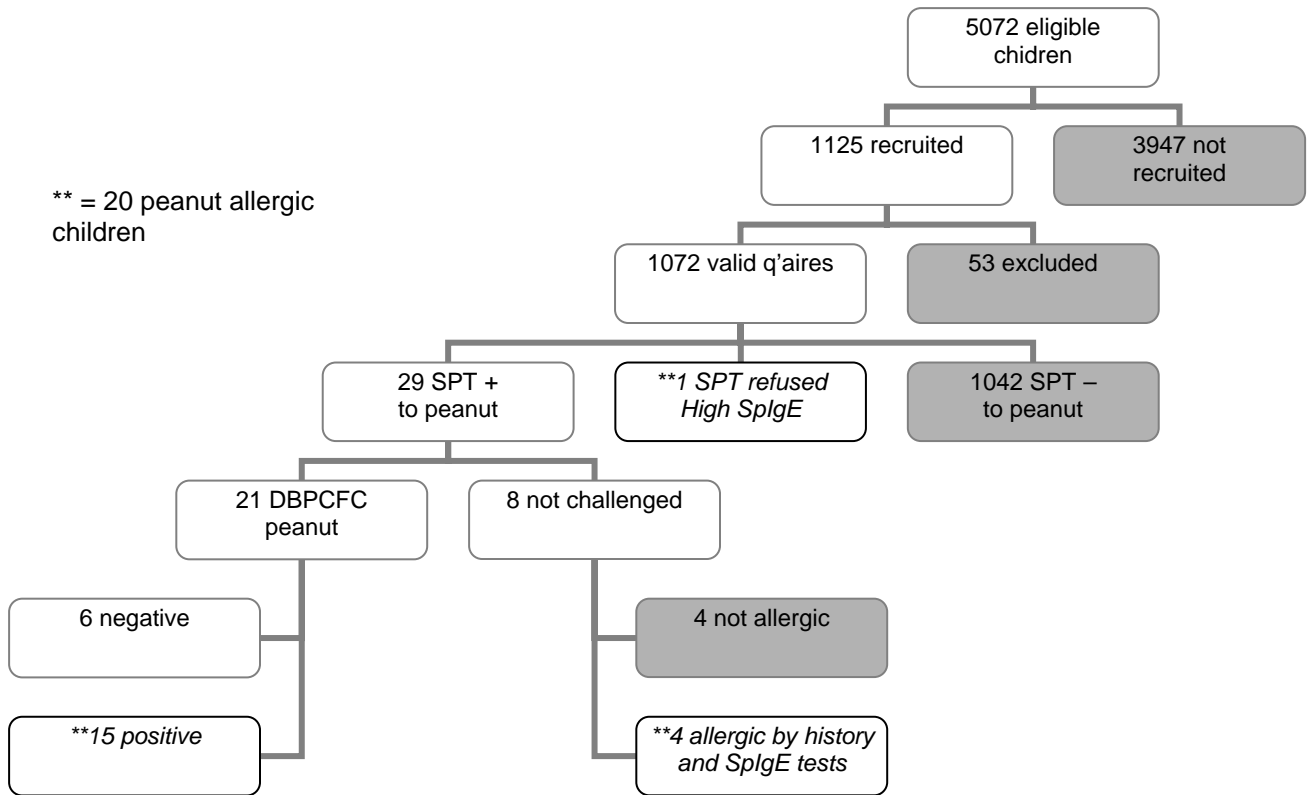 5072 eligible
chidren
1125 recruited
3947 not
recruited
** = 20 peanut allergic
children
1072 valid q'aires
53 excluded
29 SPT +
to peanut
**1 SPT refused
High SpIgE
1042 SPT –
to peanut
21 DBPCFC
peanut
8 not challenged
6 negative
4 not allergic
**15 positive
**4 allergic by history
and SpIgE tests